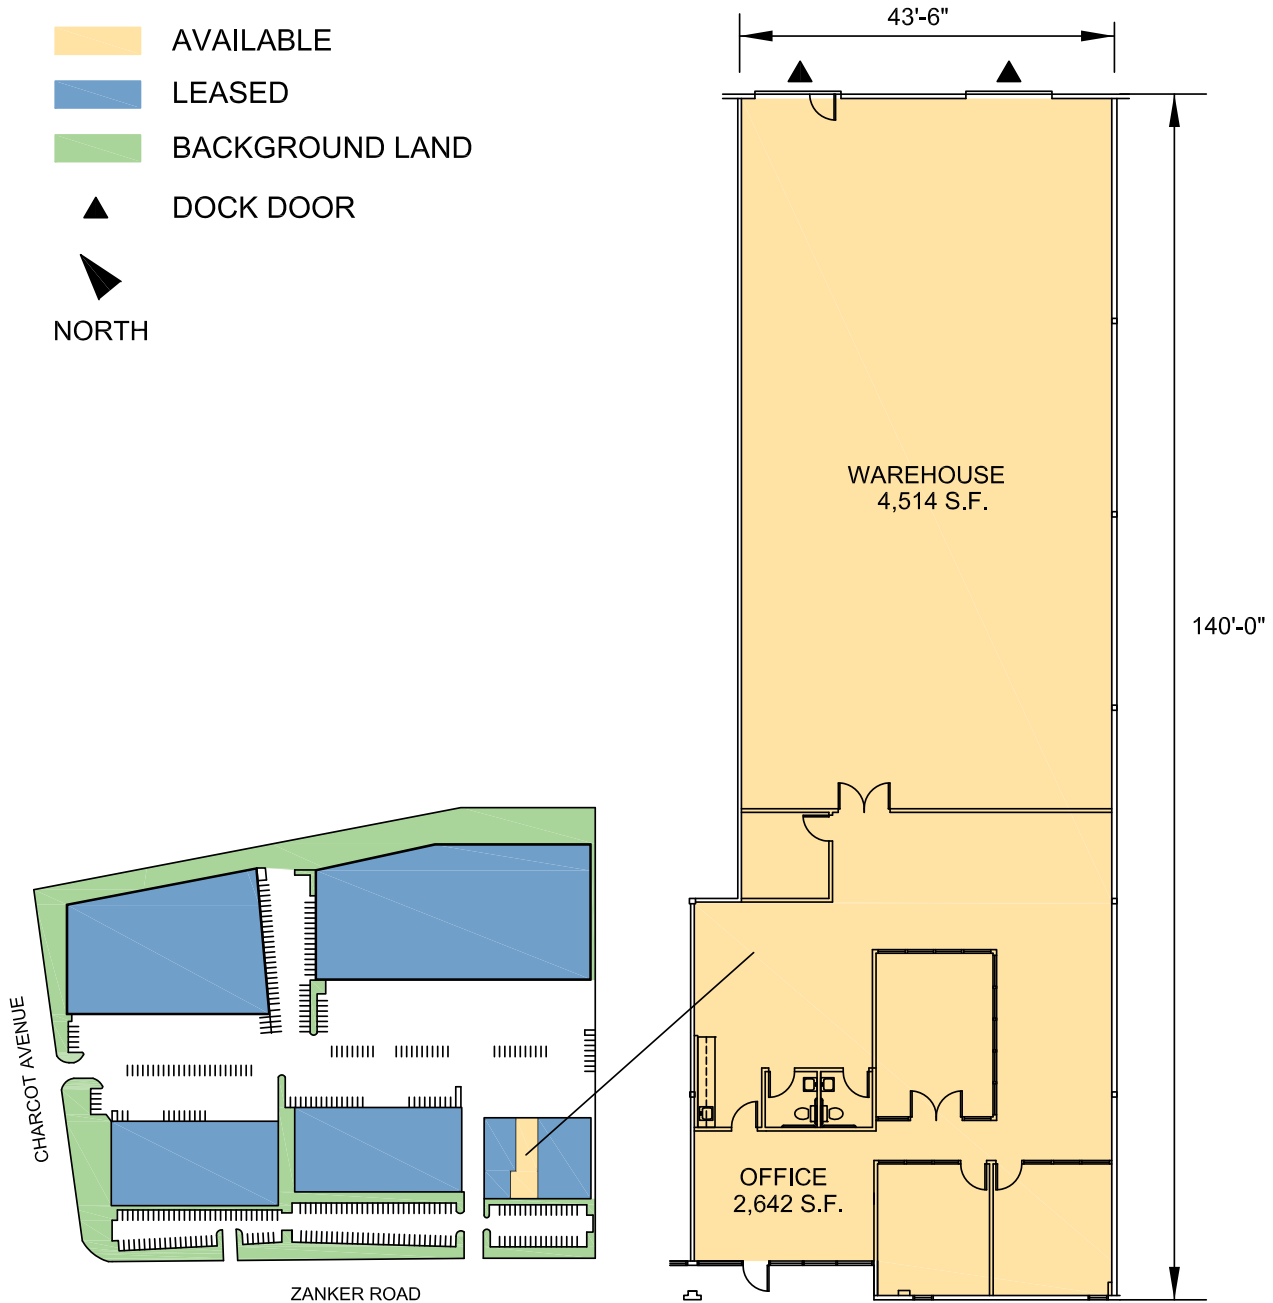 AVAILABLE
LEASED
BACKGROUND LAND
DOCK DOOR
NORTH
43'-6"
WAREHOUSE
4,514 S.F.
140'-0"
OFFICE
2,642 S.F.
CHARCOT AVENUE
ZANKER ROAD